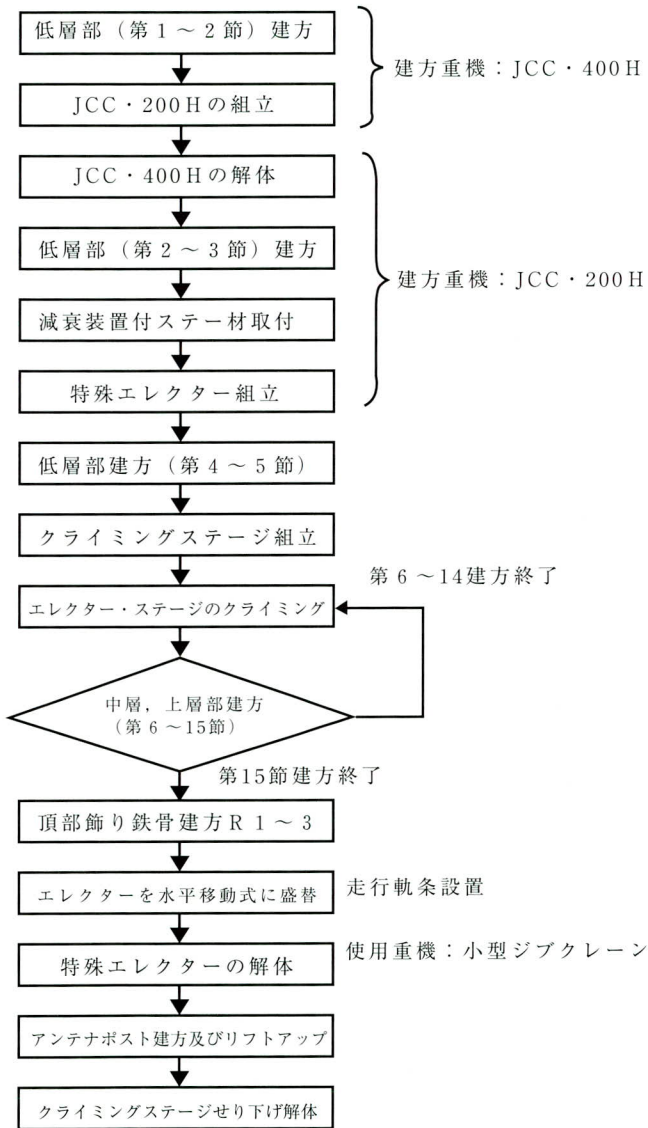 低層部（第１～２節）建方
建方重機：JCC・400H
JCC・200Hの組立
JCC・400Hの解体
低層部（第２～３節）建方
建方重機：JCC・200H
減衰装置付ステー材取付
特殊エレクター組立
低層部建方（第４～５節）
クライミングステージ組立
第６～14建方終了
エレクター・ステージのクライミング
中層，上層部建方
（第６～15節）
第15節建方終了
頂部飾り鉄骨建方Ｒ１～３
エレクターを水平移動式に盛替
走行軌条設置
特殊エレクターの解体
使用重機：小型ジブクレーン
アンテナポスト建方及びリフトアップ
クライミングステージせり下げ解体